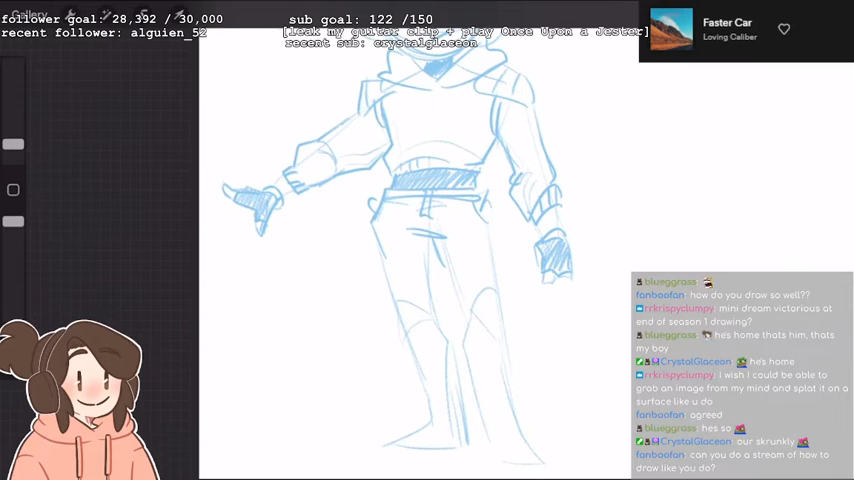 Gallery
follower goal: 28,392 / 30,000
sub goal: 122 /150
recent follower: alguien_52
[leak my guitar clip + play Once Upon a Jester]
recent sub: crystalglaceon
Faster Car
Loving Caliber
blueggrass:
fanboofan: how do you draw so well??
rrkrispyclumpy: mini dream victorious at
end of season 1 drawing?
blueggrass: he's home thats him, thats
my boy
CrystalGlaceon: he's home
rrkrispyclumpy: I wish I could be able to
grab an image from my mind and splat it on a
surface like u do
fanboofan: agreed
blueggrass: hes so
CrystalGlaceon: our skrunkly
fanboofan: can you do a stream of how to
draw like you do?